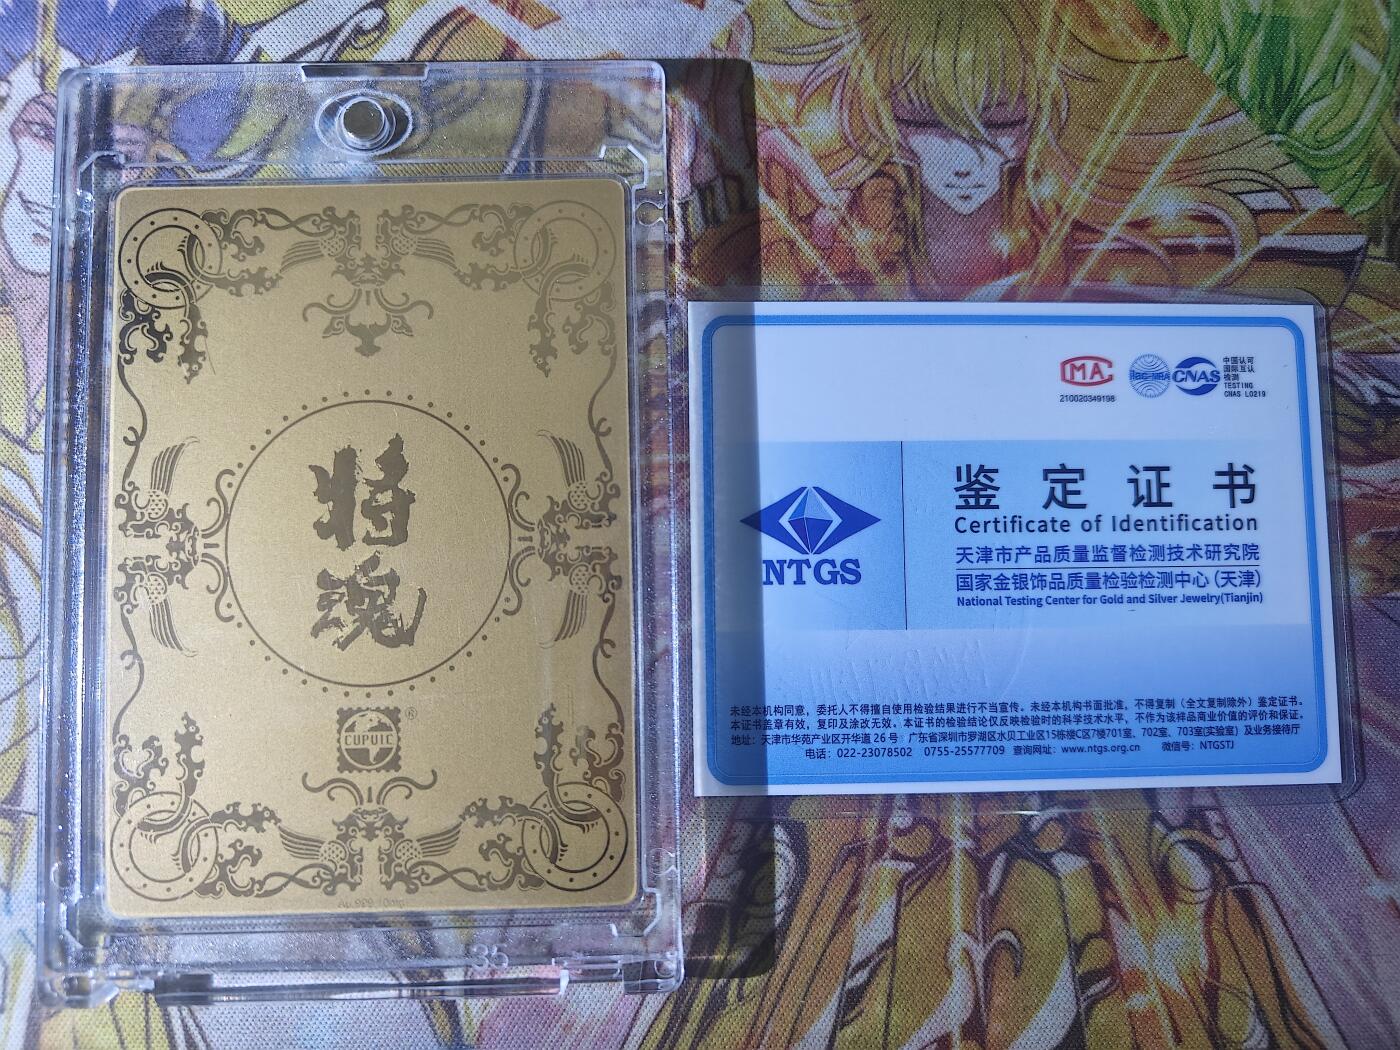 将
魂
®
CUPUIC
Au.999
35
MA
210020349198
ilac-MRA
CNAS
中国认可
国际互认
检测
TESTING
CNAS L0219
NTGS
鉴定证书
Certificate of Identification
天津市产品质量监督检测技术研究院
国家金银饰品质量检验检测中心(天津)
National Testing Center for Gold and Silver Jewelry(Tianjin)
未经本机构同意，委托人不得擅自使用检验结果进行不当宣传。未经本机构书面批准，不得复制（全文复制除外）鉴定证书。
本证书盖章有效，复印及涂改无效。本证书的检验结论仅反映检验时的科学技术水平，不作为该样品商业价值的评价和保证。
地址：天津市华苑产业区开华道26号 广东省深圳市罗湖区水贝工业区15栋楼C区7楼701室、702室、703室(实验室) 及业务接待厅
电话：022-23078502 0755-25577709 查询网址：www.ntgs.org.cn 微信号：NTGSTJ